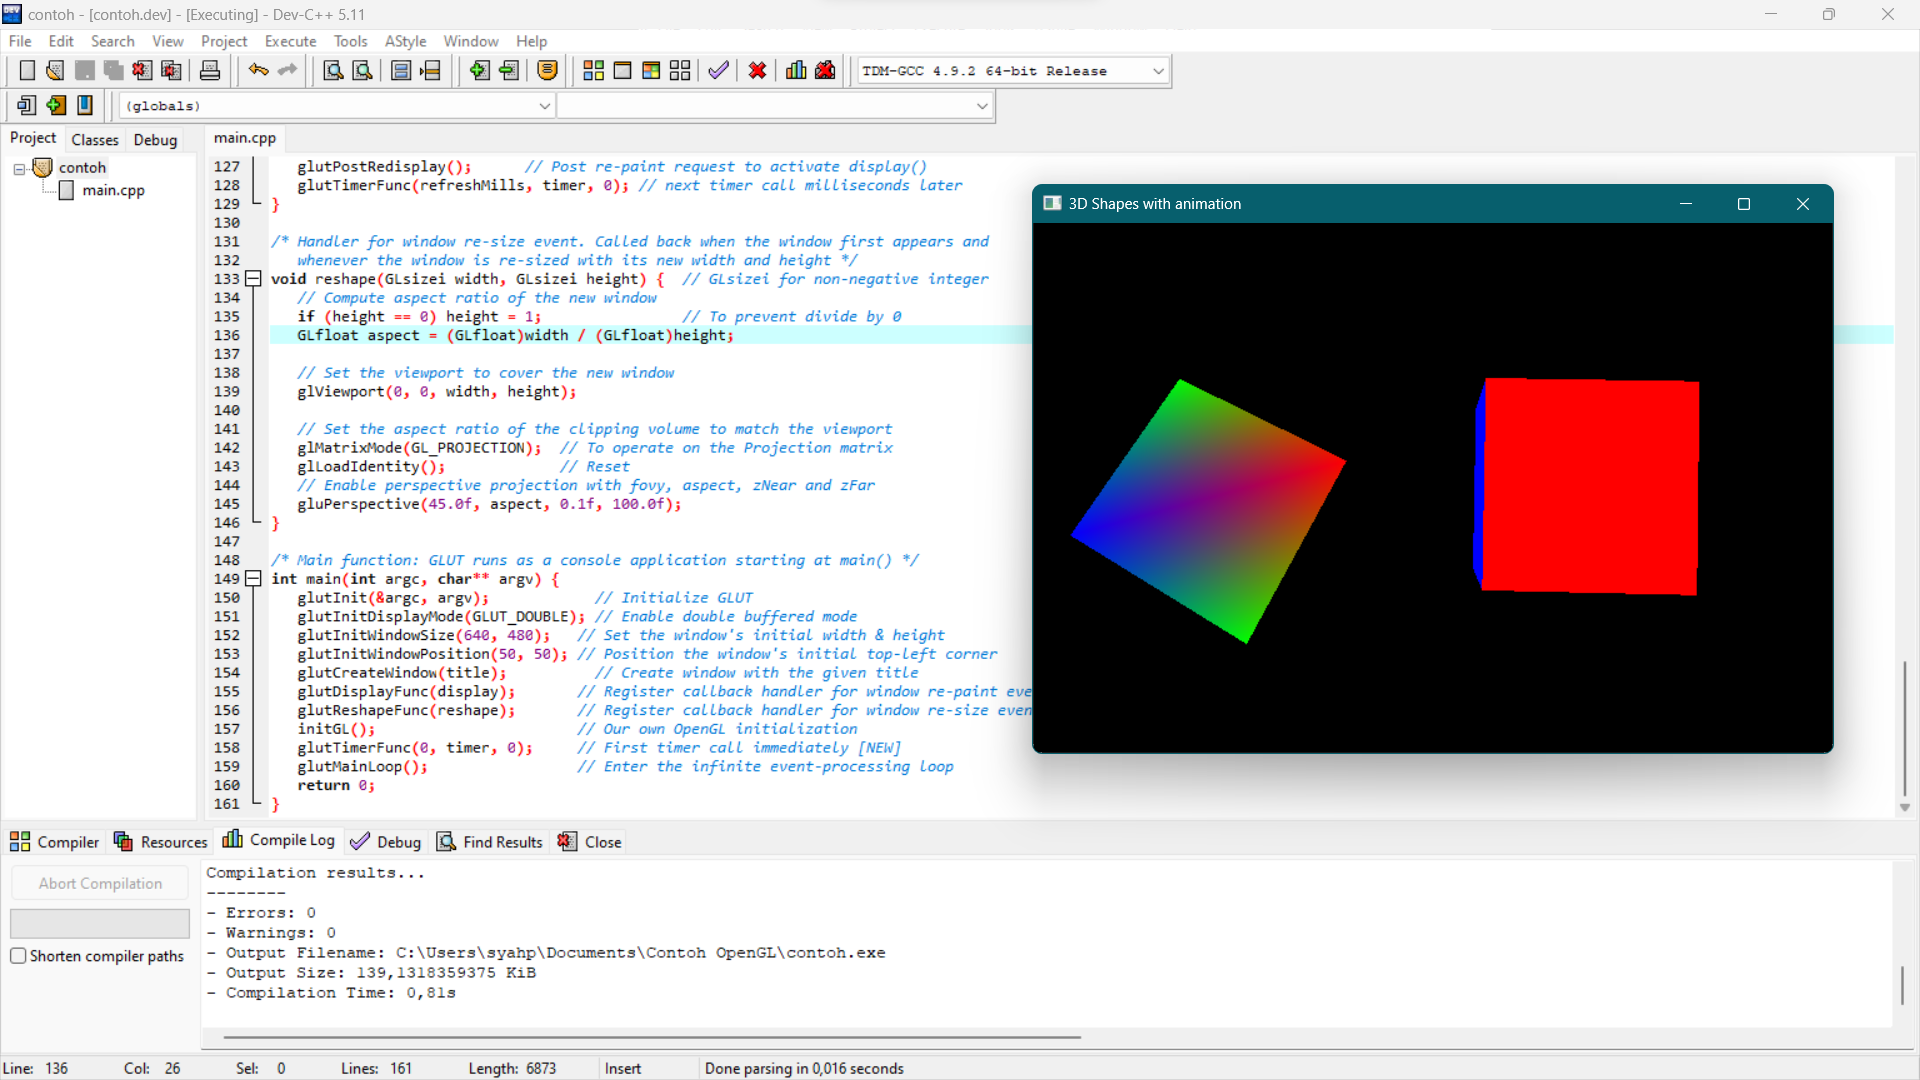 contoh - [contoh.dev] - [Executing] - Dev-C++ 5.11
File Edit Search View Project Execute Tools AStyle Window Help
TDM-GCC 4.9.2 64-bit Release
(globals)
Project Classes Debug
main.cpp
contoh
main.cpp
127 glutPostRedisplay(); // Post re-paint request to activate display()
128 glutTimerFunc(refreshMills, timer, 0); // next timer call milliseconds later
129 }
130
131 /* Handler for window re-size event. Called back when the window first appears and
132 whenever the window is re-sized with its new width and height */
133 void reshape(GLsizei width, GLsizei height) { // GLsizei for non-negative integer
134 // Compute aspect ratio of the new window
135 if (height == 0) height = 1; // To prevent divide by 0
136 GLfloat aspect = (GLfloat)width / (GLfloat)height;
137
138 // Set the viewport to cover the new window
139 glViewport(0, 0, width, height);
140
141 // Set the aspect ratio of the clipping volume to match the viewport
142 glMatrixMode(GL_PROJECTION); // To operate on the Projection matrix
143 glLoadIdentity(); // Reset
144 // Enable perspective projection with fovy, aspect, zNear and zFar
145 gluPerspective(45.0f, aspect, 0.1f, 100.0f);
146 }
147
148 /* Main function: GLUT runs as a console application starting at main() */
149 int main(int argc, char** argv) {
150 glutInit(&argc, argv); // Initialize GLUT
151 glutInitDisplayMode(GLUT_DOUBLE); // Enable double buffered mode
152 glutInitWindowSize(640, 480); // Set the window's initial width & height
153 glutInitWindowPosition(50, 50); // Position the window's initial top-left corner
154 glutCreateWindow(title); // Create window with the given title
155 glutDisplayFunc(display); // Register callback handler for window re-paint eve
156 glutReshapeFunc(reshape); // Register callback handler for window re-size even
157 initGL(); // Our own OpenGL initialization
158 glutTimerFunc(0, timer, 0); // First timer call immediately [NEW]
159 glutMainLoop(); // Enter the infinite event-processing loop
160 return 0;
161 }
3D Shapes with animation
Compiler Resources Compile Log Debug Find Results Close
Abort Compilation
Shorten compiler paths
Compilation results...
--------
- Errors: 0
- Warnings: 0
- Output Filename: C:\Users\syahp\Documents\Contoh OpenGL\contoh.exe
- Output Size: 139,1318359375 KiB
- Compilation Time: 0,81s
Line: 136 Col: 26 Sel: 0 Lines: 161 Length: 6873 Insert Done parsing in 0,016 seconds